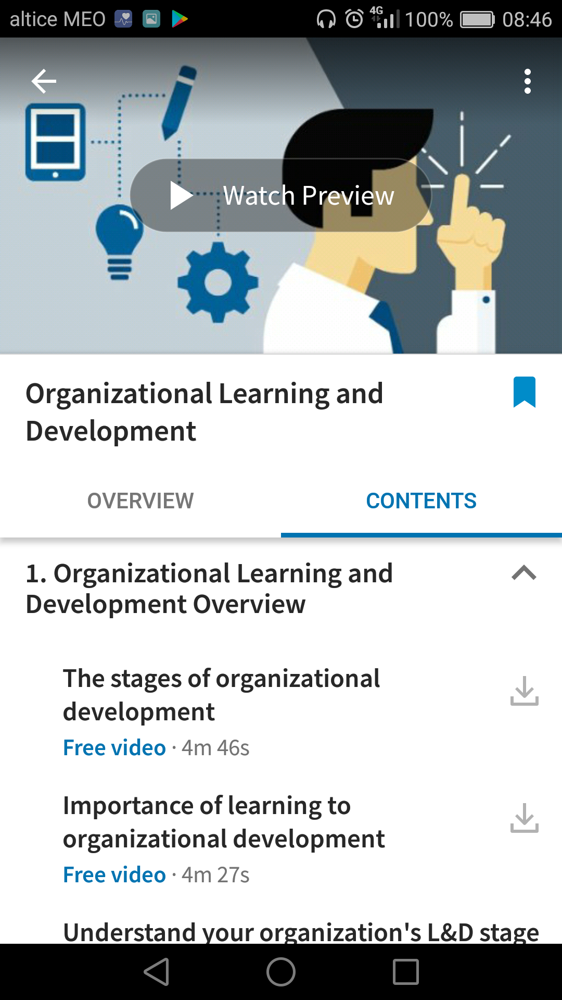 altice MEO 4G 100% 08:46
Watch Preview
Organizational Learning and
Development
OVERVIEW CONTENTS
1. Organizational Learning and
Development Overview
The stages of organizational
development
Free video · 4m 46s
Importance of learning to
organizational development
Free video · 4m 27s
Understand your organization's L&D stage